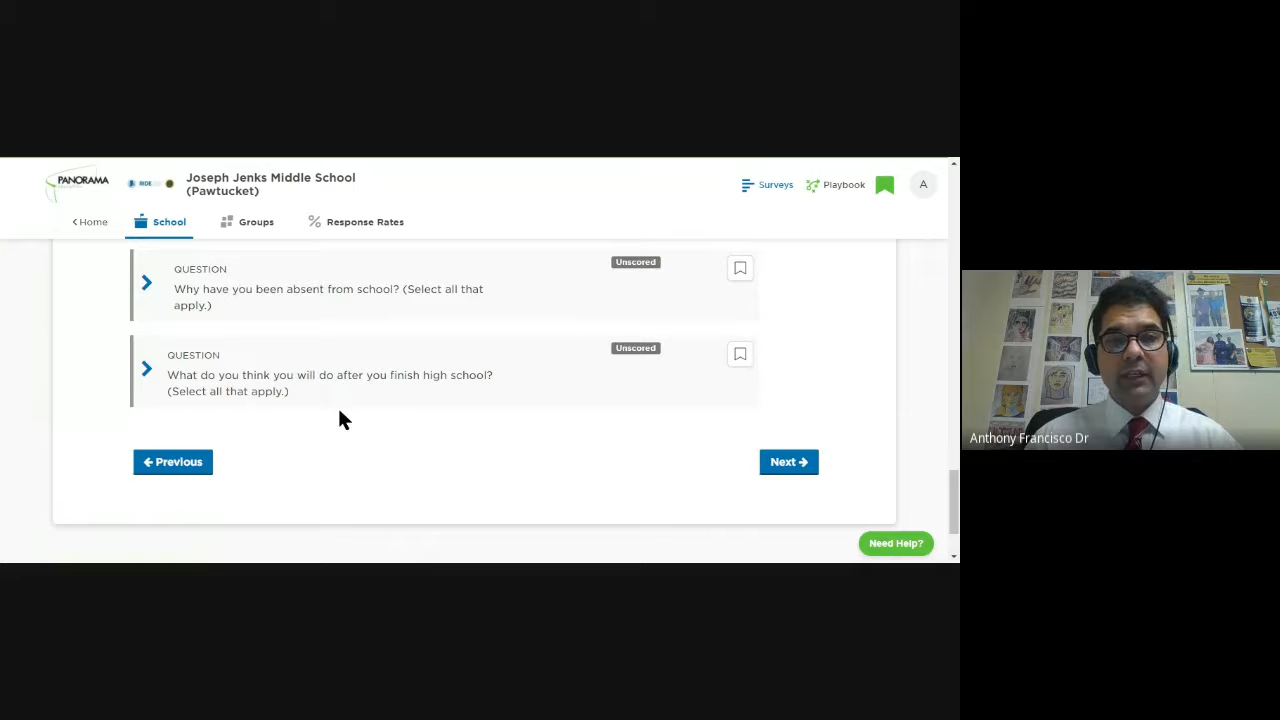 PANORAMA
RIDE
Joseph Jenks Middle School
(Pawtucket)
Surveys
Playbook
A
Home
School
Groups
Response Rates
QUESTION
Unscored
Why have you been absent from school? (Select all that
apply.)
QUESTION
Unscored
What do you think you will do after you finish high school?
(Select all that apply.)
Previous
Next
Need Help?
Anthony Francisco Dr